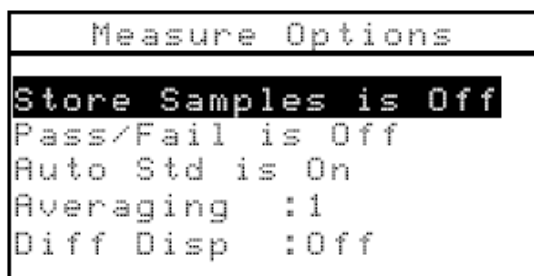 Measure Options
Store Samples is Off
Pass/Fail is Off
Auto Std is On
Averaging :1
Diff Disp :Off